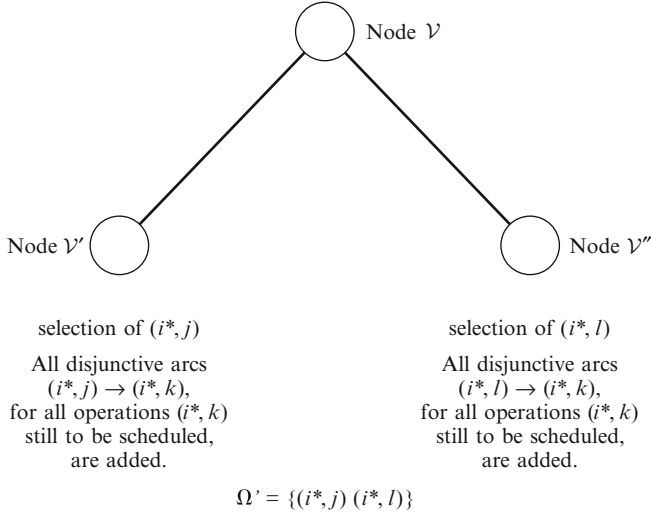 Node 𝒱
Node 𝒱′
Node 𝒱″
selection of (i*, j)
All disjunctive arcs
(i*, j) → (i*, k),
for all operations (i*, k)
still to be scheduled,
are added.
selection of (i*, l)
All disjunctive arcs
(i*, l) → (i*, k),
for all operations (i*, k)
still to be scheduled,
are added.
Ω' = {(i*, j) (i*, l)}